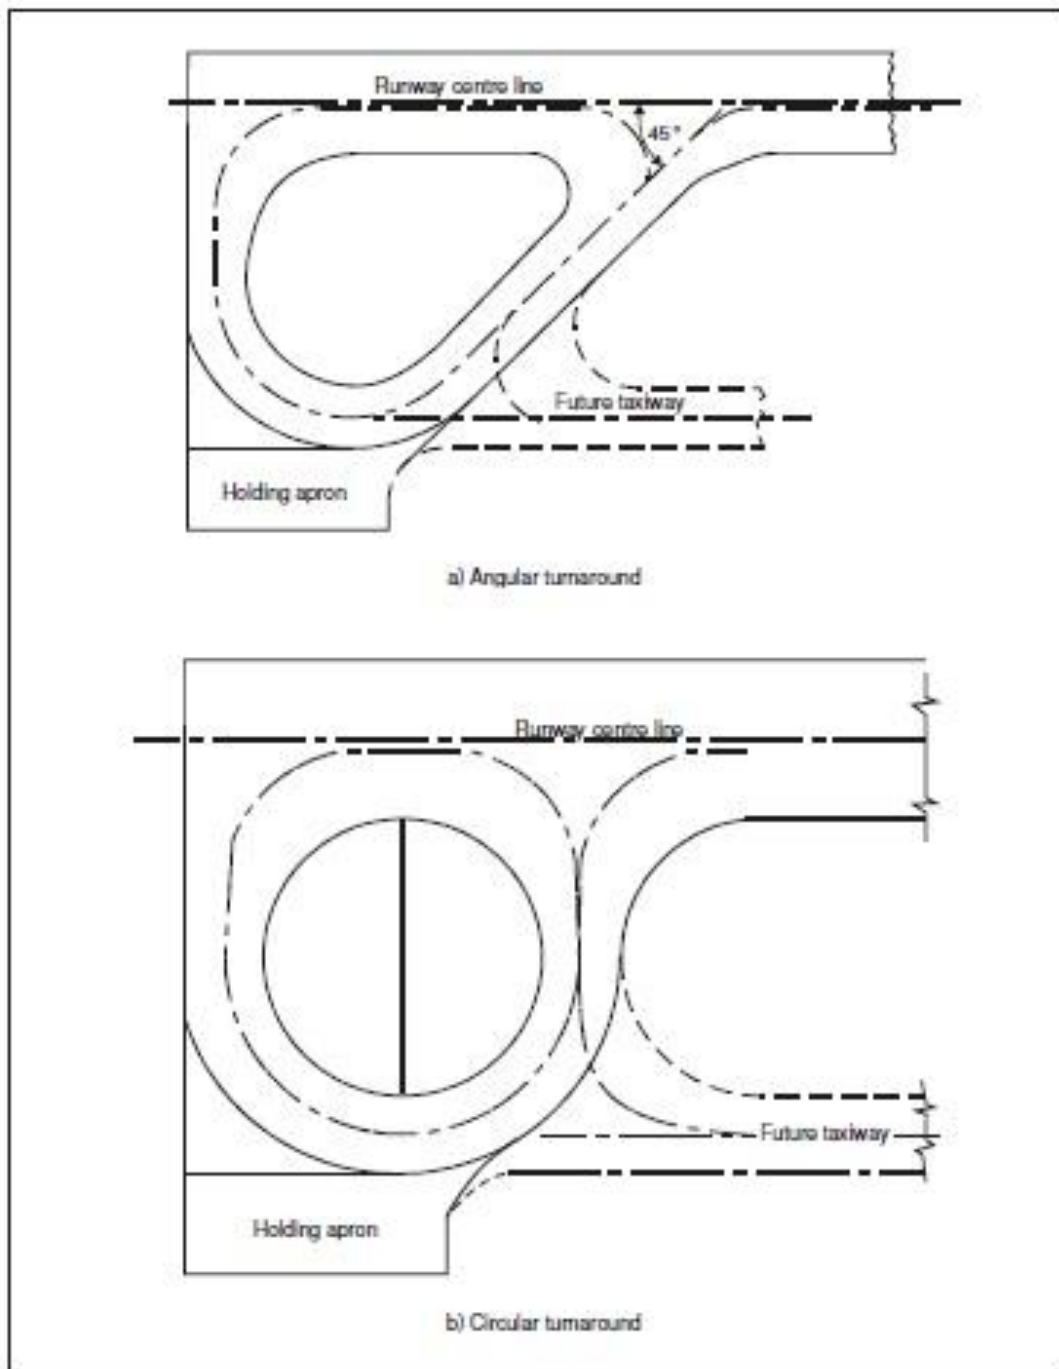 Runway centre line
45°
Future taxiway
Holding apron
a) Angular turnaround
Runway centre line
Future taxiway
Holding apron
b) Circular turnaround